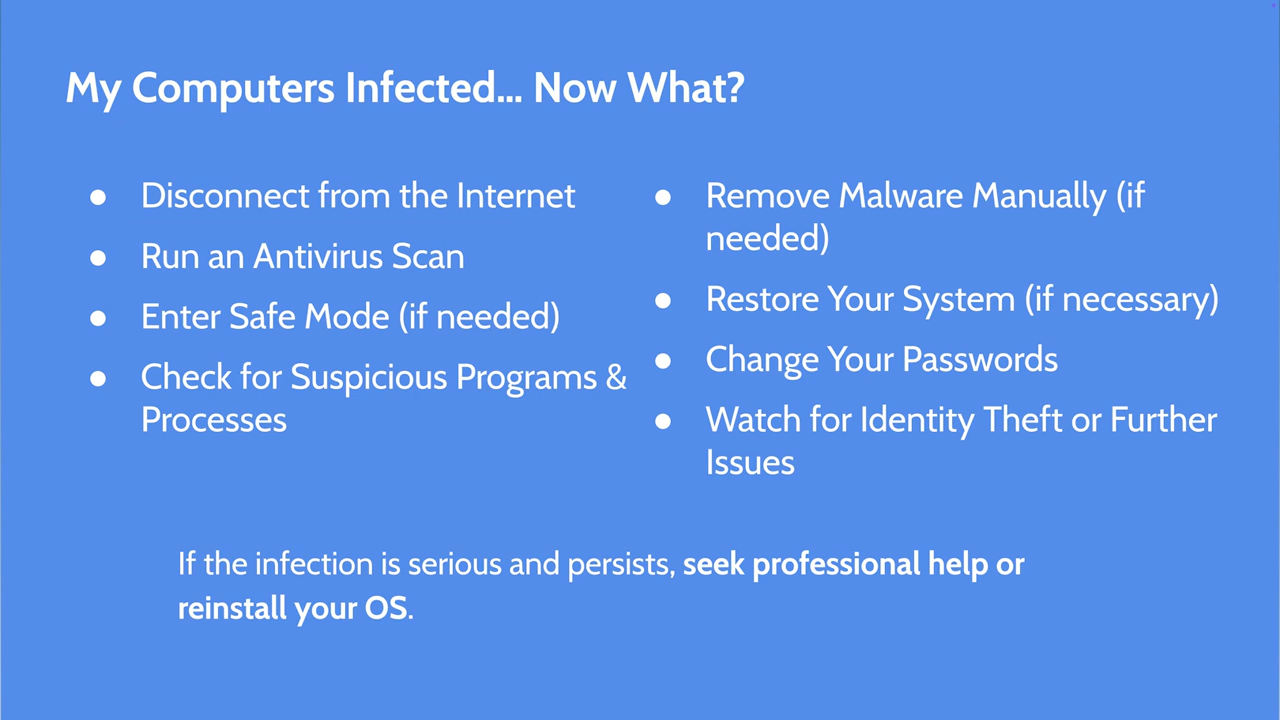 My Computers Infected... Now What?
● Disconnect from the Internet
● Run an Antivirus Scan
● Enter Safe Mode (if needed)
● Check for Suspicious Programs &
Processes
● Remove Malware Manually (if
needed)
● Restore Your System (if necessary)
● Change Your Passwords
● Watch for Identity Theft or Further
Issues
If the infection is serious and persists, seek professional help or
reinstall your OS.